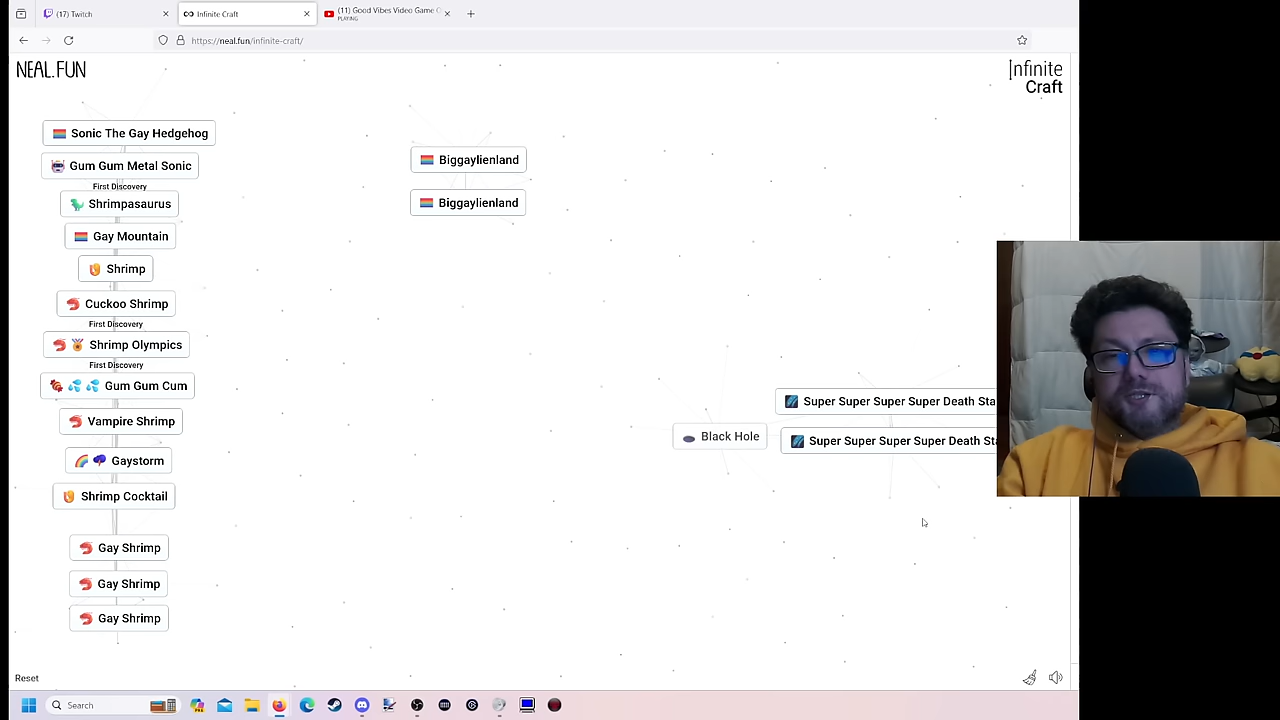 (17) Twitch
Infinite Craft
(11) Good Vibes Video Game
PLAYING
https://neal.fun/infinite-craft/
NEAL.FUN
Infinite
Craft
Sonic The Gay Hedgehog
Gum Gum Metal Sonic
First Discovery
Shrimpasaurus
Gay Mountain
Shrimp
Cuckoo Shrimp
First Discovery
Shrimp Olympics
First Discovery
Gum Gum Cum
Vampire Shrimp
Gaystorm
Shrimp Cocktail
Gay Shrimp
Gay Shrimp
Gay Shrimp
Biggaylienland
Biggaylienland
Super Super Super Super Death Sta
Black Hole
Super Super Super Super Death Sta
Reset
Search